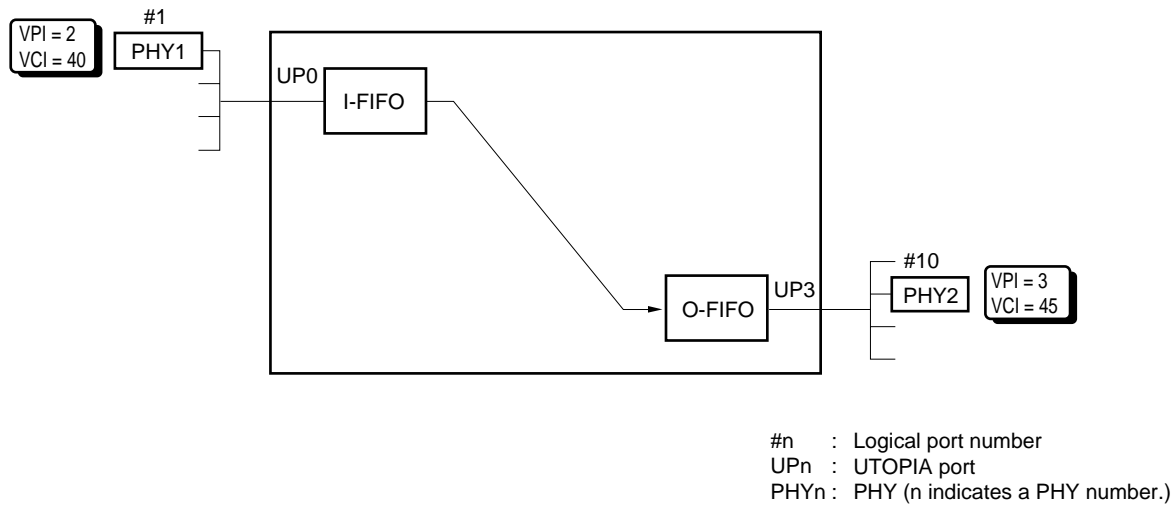 #1
VPI = 2
VCI = 40
PHY1
UP0
I-FIFO
#10
UP3
O-FIFO
PHY2
VPI = 3
VCI = 45
#n : Logical port number
UPn : UTOPIA port
PHYn : PHY (n indicates a PHY number.)